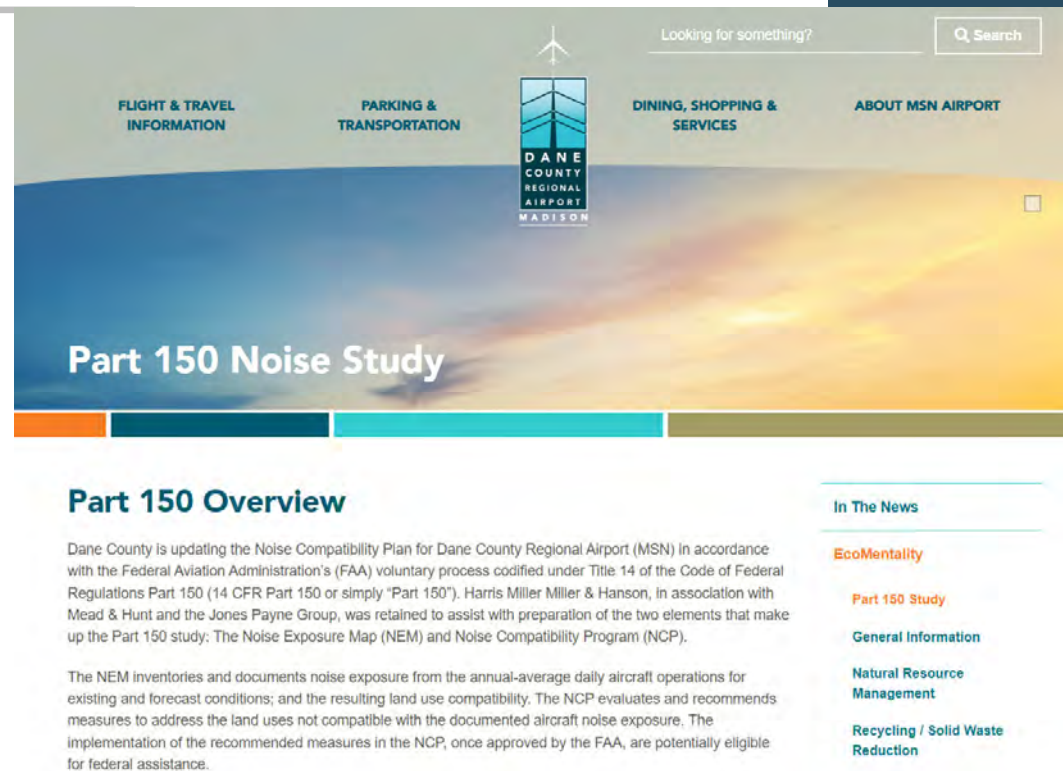 Looking for something?
Search
FLIGHT & TRAVEL
INFORMATION
PARKING &
TRANSPORTATION
DANE
COUNTY
REGIONAL
AIRPORT
MADISON
DINING, SHOPPING &
SERVICES
ABOUT MSN AIRPORT
Part 150 Noise Study
Part 150 Overview
Dane County is updating the Noise Compatibility Plan for Dane County Regional Airport (MSN) in accordance
with the Federal Aviation Administration's (FAA) voluntary process codified under Title 14 of the Code of Federal
Regulations Part 150 (14 CFR Part 150 or simply “Part 150”). Harris Miller Miller & Hanson, in association with
Mead & Hunt and the Jones Payne Group, was retained to assist with preparation of the two elements that make
up the Part 150 study: The Noise Exposure Map (NEM) and Noise Compatibility Program (NCP).
The NEM inventories and documents noise exposure from the annual-average daily aircraft operations for
existing and forecast conditions; and the resulting land use compatibility. The NCP evaluates and recommends
measures to address the land uses not compatible with the documented aircraft noise exposure. The
implementation of the recommended measures in the NCP, once approved by the FAA, are potentially eligible
for federal assistance.
In The News
EcoMentality
Part 150 Study
General Information
Natural Resource
Management
Recycling / Solid Waste
Reduction